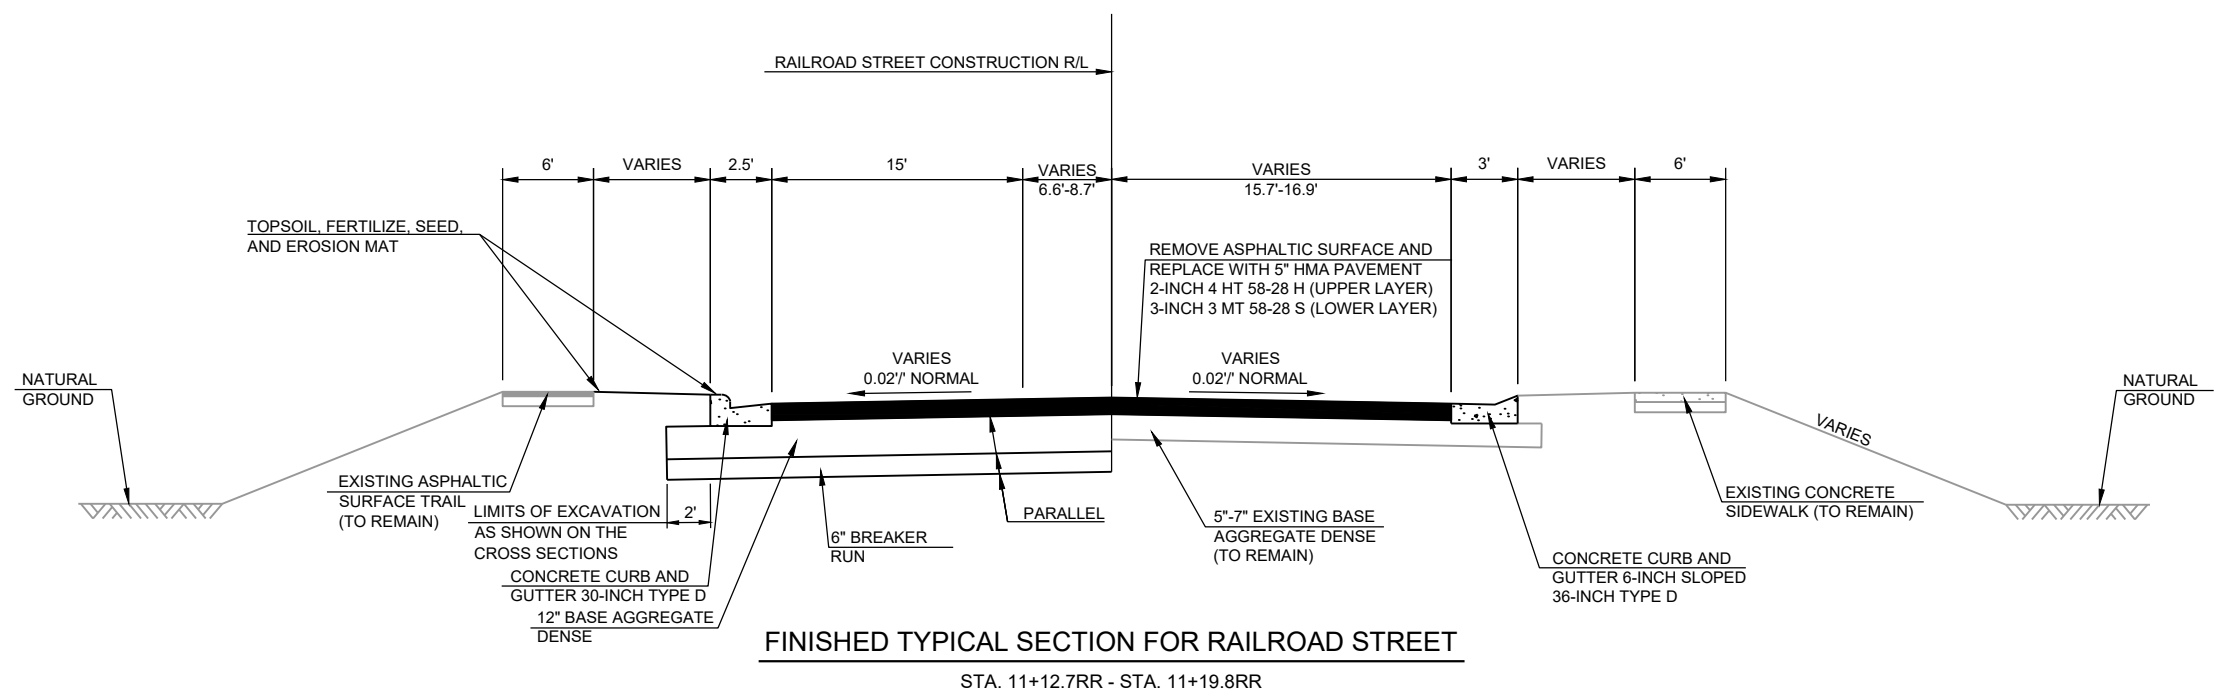 RAILROAD STREET CONSTRUCTION R/L
6'
VARIES
2.5'
15'
VARIES
6.6'-8.7'
VARIES
15.7'-16.9'
3'
VARIES
6'
TOPSOIL, FERTILIZE, SEED,
AND EROSION MAT
REMOVE ASPHALTIC SURFACE AND
REPLACE WITH 5" HMA PAVEMENT
2-INCH 4 HT 58-28 H (UPPER LAYER)
3-INCH 3 MT 58-28 S (LOWER LAYER)
NATURAL
GROUND
VARIES
0.02'/' NORMAL
VARIES
0.02'/' NORMAL
NATURAL
GROUND
VARIES
EXISTING ASPHALTIC
SURFACE TRAIL
(TO REMAIN)
LIMITS OF EXCAVATION
AS SHOWN ON THE
CROSS SECTIONS
2'
6" BREAKER
RUN
PARALLEL
5"-7" EXISTING BASE
AGGREGATE DENSE
(TO REMAIN)
EXISTING CONCRETE
SIDEWALK (TO REMAIN)
CONCRETE CURB AND
GUTTER 30-INCH TYPE D
12" BASE AGGREGATE
DENSE
CONCRETE CURB AND
GUTTER 6-INCH SLOPED
36-INCH TYPE D
FINISHED TYPICAL SECTION FOR RAILROAD STREET
STA. 11+12.7RR - STA. 11+19.8RR